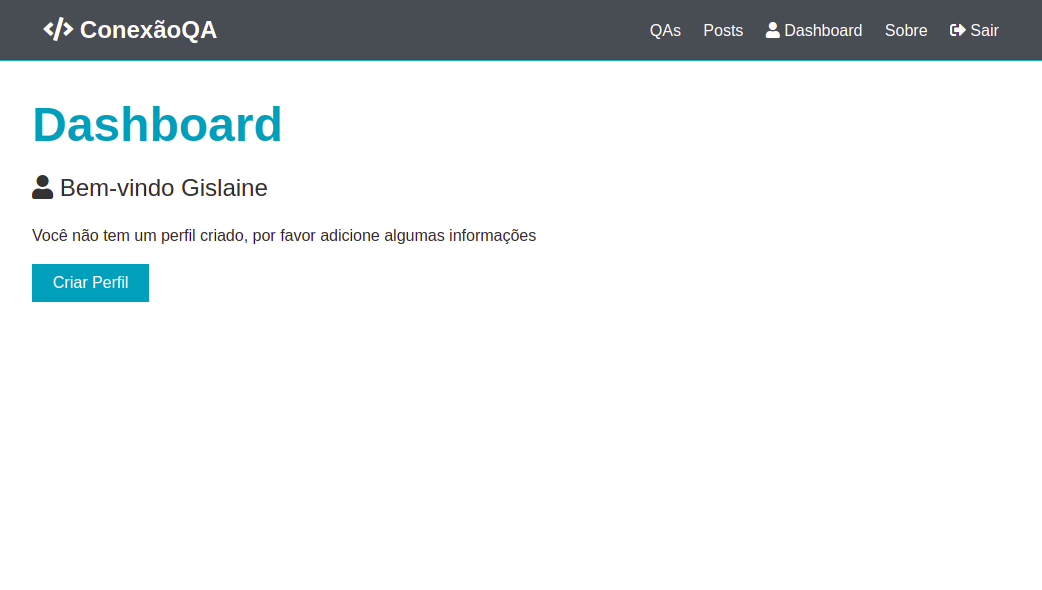 ConexãoQA
QAs Posts Dashboard Sobre Sair
Dashboard
Bem-vindo Gislaine
Você não tem um perfil criado, por favor adicione algumas informações
Criar Perfil